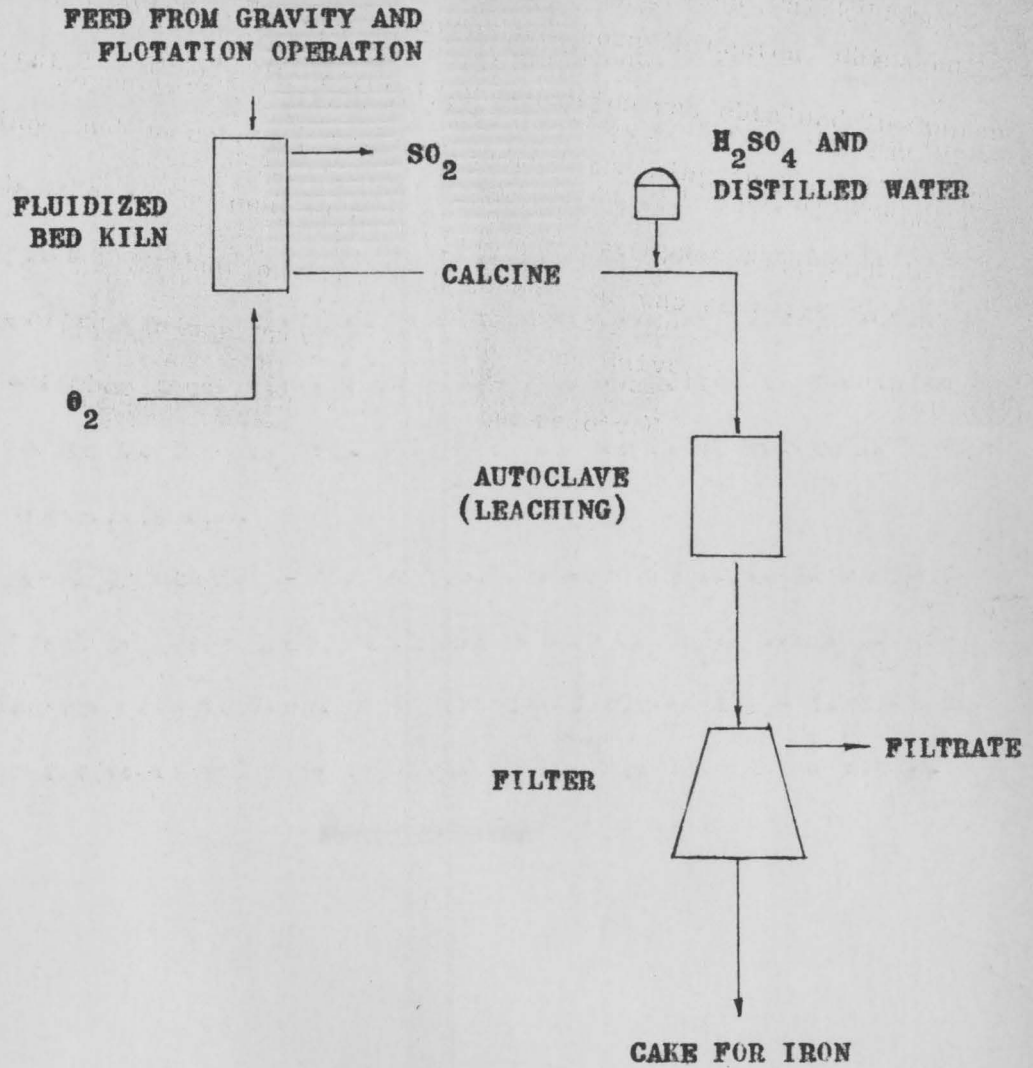 FEED FROM GRAVITY AND
FLOTATION OPERATION
SO2
H2SO4 AND
DISTILLED WATER
FLUIDIZED
BED KILN
CALCINE
O2
AUTOCLAVE
(LEACHING)
FILTRATE
FILTER
CAKE FOR IRON